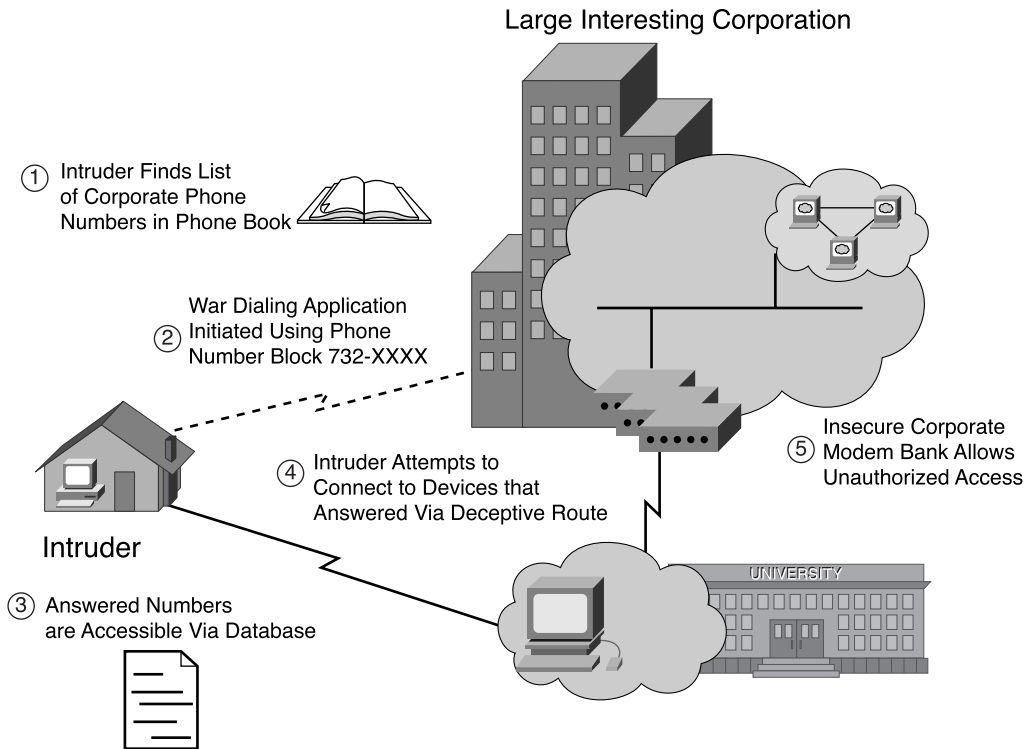 Large Interesting Corporation
1 Intruder Finds List
of Corporate Phone
Numbers in Phone Book
2 War Dialing Application
Initiated Using Phone
Number Block 732-XXXX
4 Intruder Attempts to
Connect to Devices that
Answered Via Deceptive Route
5 Insecure Corporate
Modem Bank Allows
Unauthorized Access
Intruder
UNIVERSITY
3 Answered Numbers
are Accessible Via Database